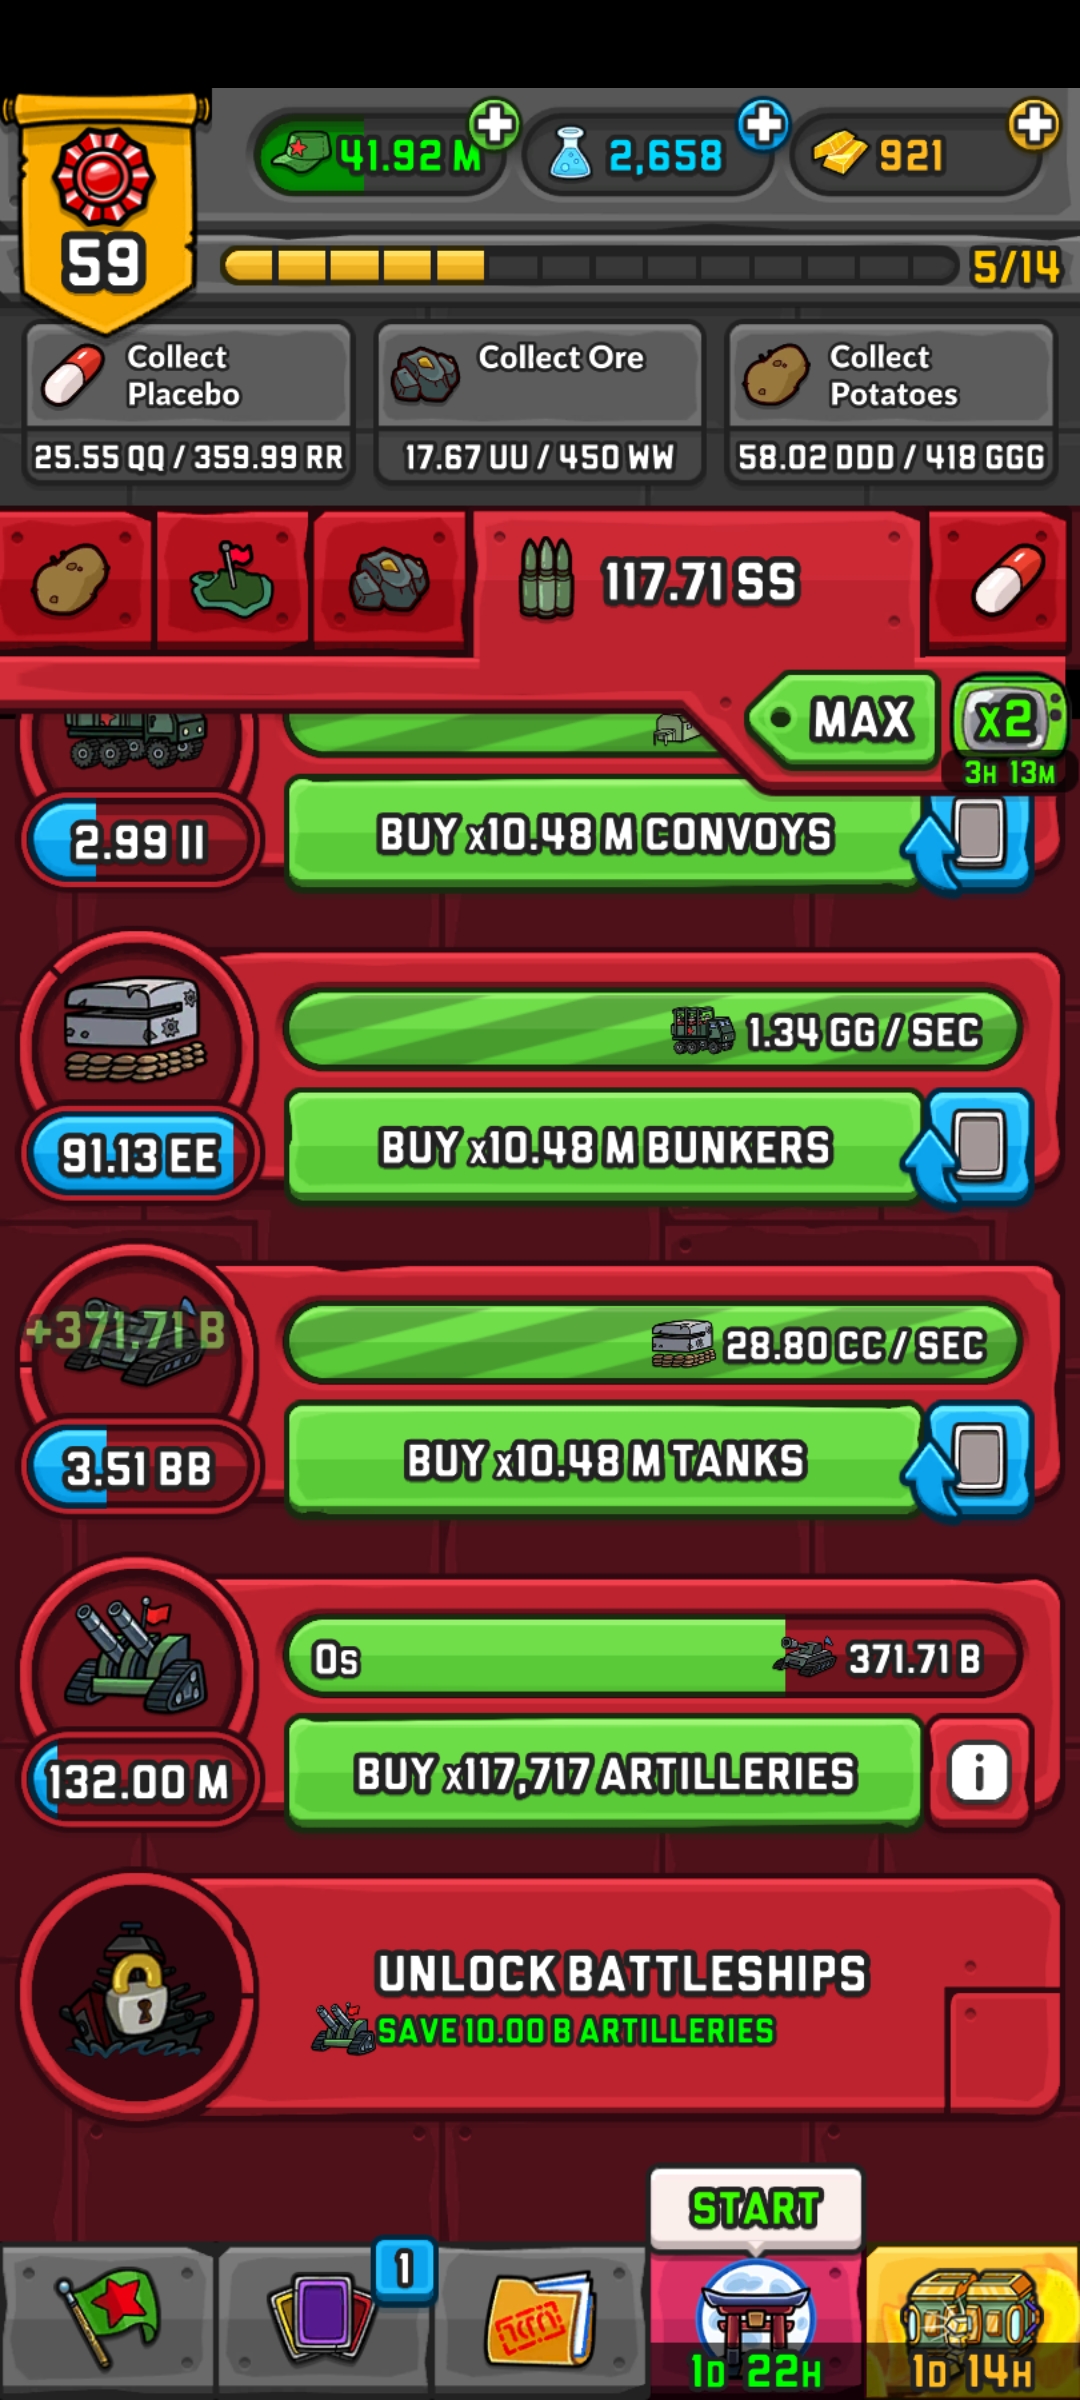 41.92 M
2,658
921
59
5/14
Collect
Placebo
25.55 QQ / 359.99 RR
Collect Ore
17.67 UU / 450 WW
Collect
Potatoes
58.02 DDD / 418 GGG
117.71 SS
MAX
x2
3H 13M
2.99 II
BUY x10.48 M CONVOYS
1.34 GG / SEC
91.13 EE
BUY x10.48 M BUNKERS
+371.71 B
28.80 CC / SEC
3.51 BB
BUY x10.48 M TANKS
0s
371.71 B
132.00 M
BUY x117,717 ARTILLERIES
i
UNLOCK BATTLESHIPS
SAVE 10.00 B ARTILLERIES
START
1
1D 22H
1D 14H